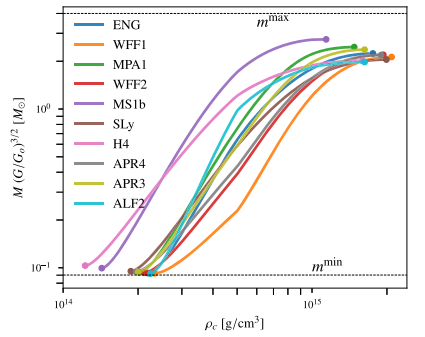 m^max
ENG
WFF1
MPA1
WFF2
MS1b
SLy
H4
APR4
APR3
ALF2
m^min
M (G/G_o)^3/2 [M_⊙]
10^0
10^−1
10^14
10^15
ρ_c [g/cm^3]